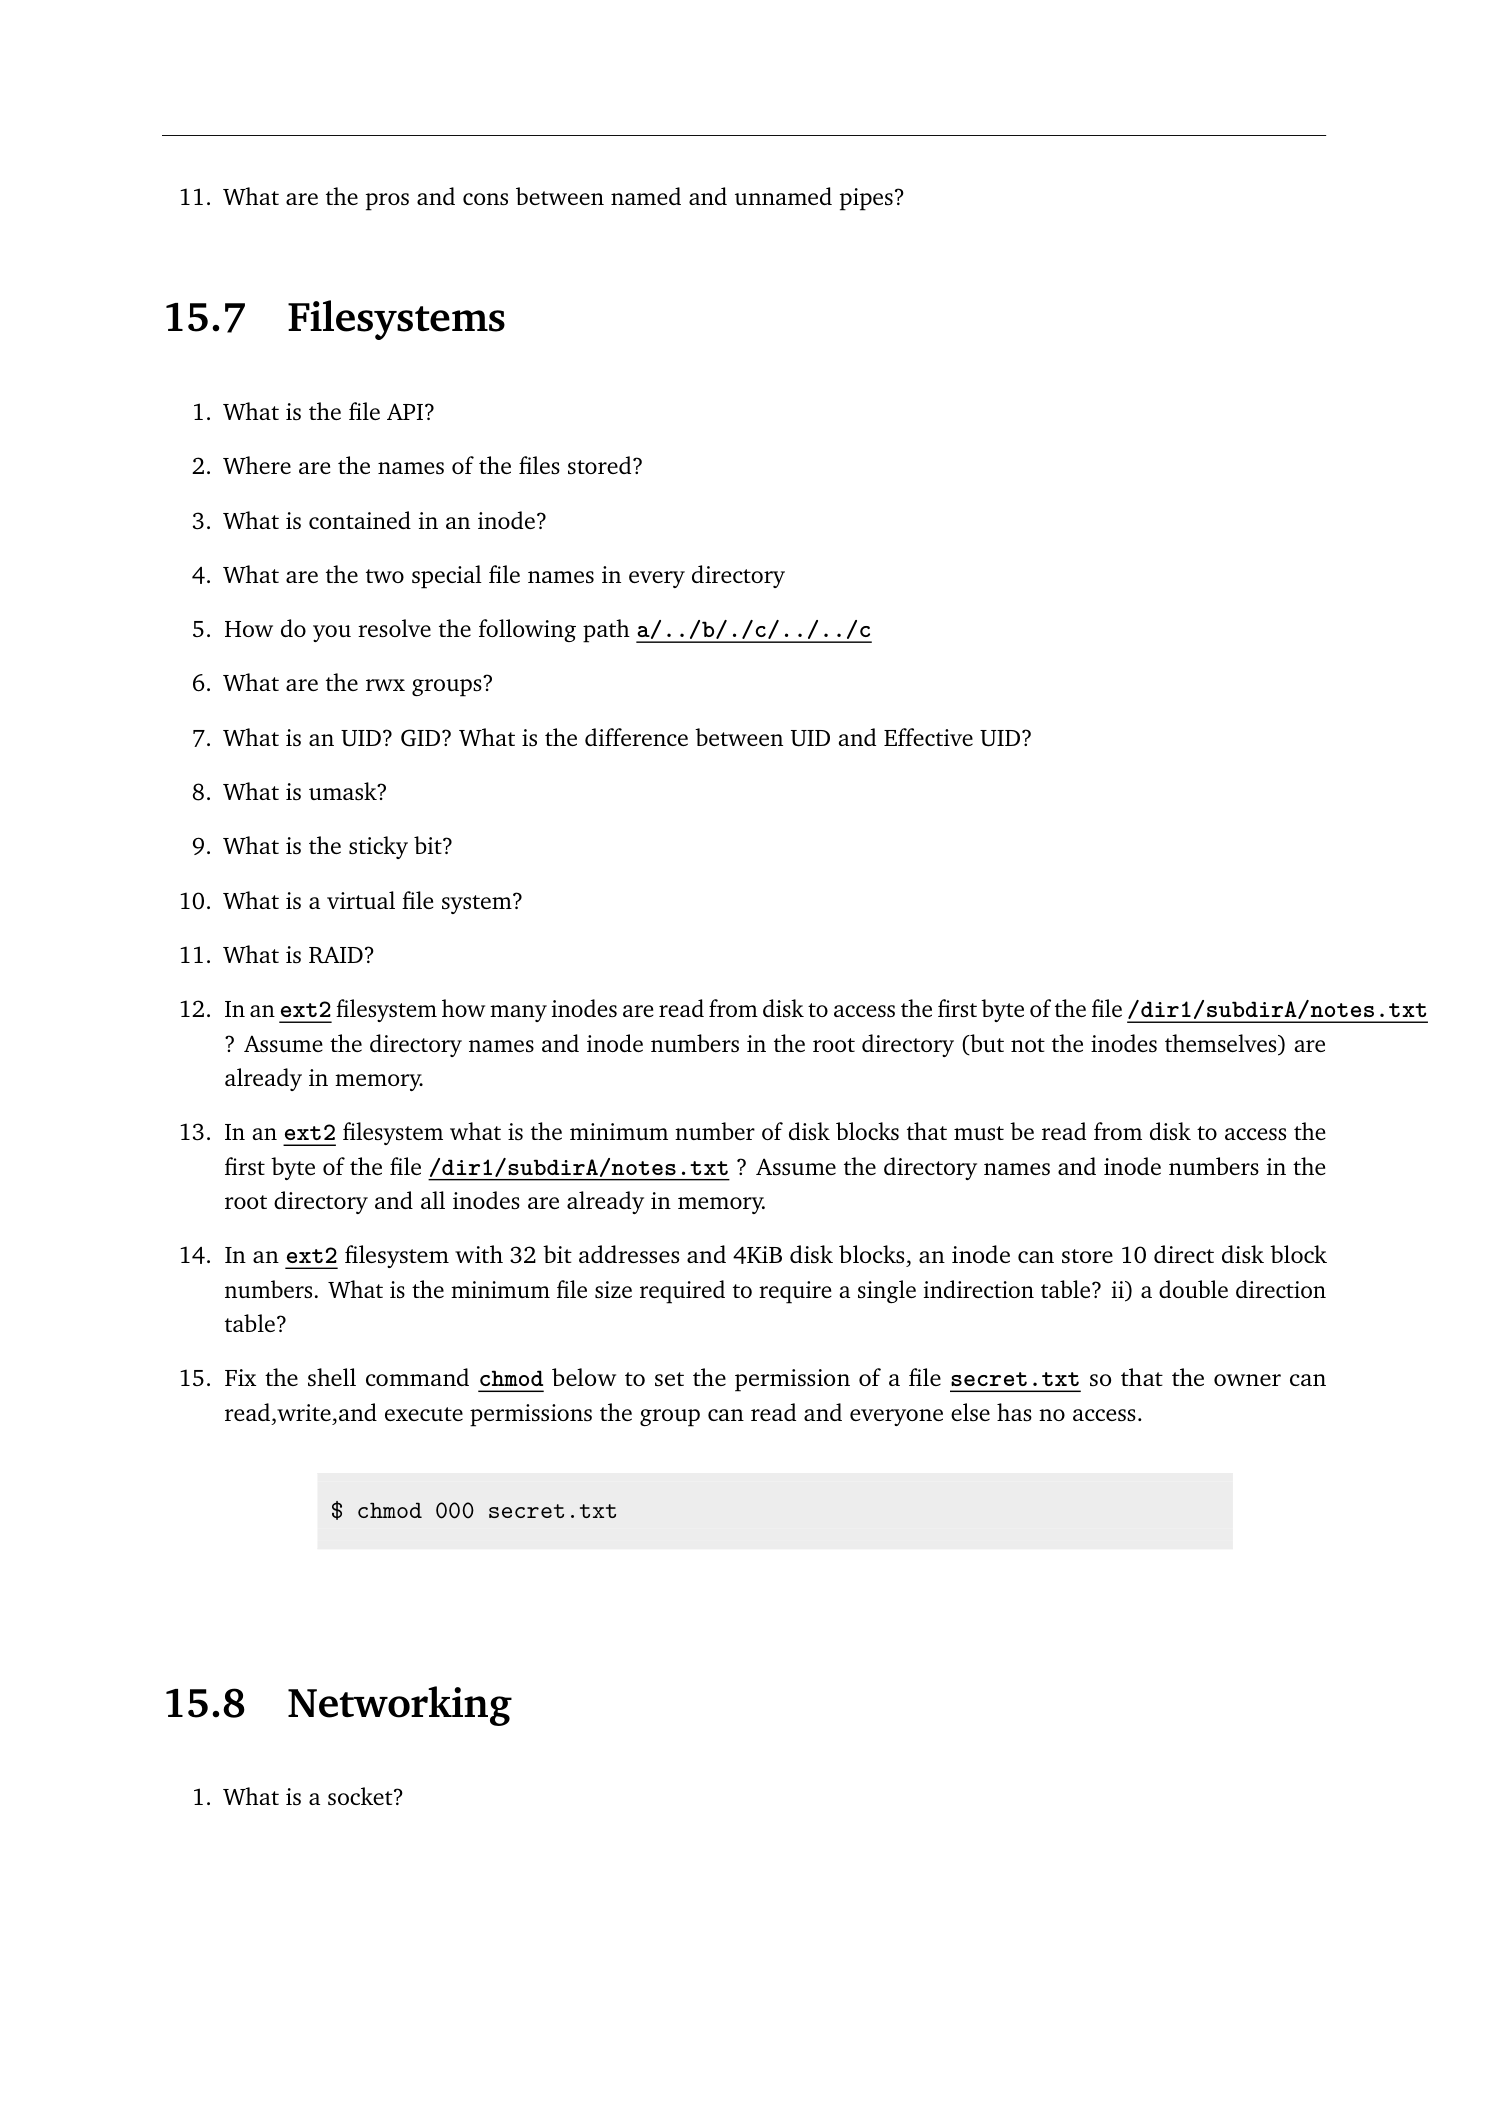 11. What are the pros and cons between named and unnamed pipes?
15.7 Filesystems
1. What is the file API?
2. Where are the names of the files stored?
3. What is contained in an inode?
4. What are the two special file names in every directory
5. How do you resolve the following path a/../b/./c/../../c
6. What are the rwx groups?
7. What is an UID? GID? What is the difference between UID and Effective UID?
8. What is umask?
9. What is the sticky bit?
10. What is a virtual file system?
11. What is RAID?
12. In an ext2 filesystem how many inodes are read from disk to access the first byte of the file /dir1/subdirA/notes.txt
? Assume the directory names and inode numbers in the root directory (but not the inodes themselves) are
already in memory.
13. In an ext2 filesystem what is the minimum number of disk blocks that must be read from disk to access the
first byte of the file /dir1/subdirA/notes.txt ? Assume the directory names and inode numbers in the
root directory and all inodes are already in memory.
14. In an ext2 filesystem with 32 bit addresses and 4KiB disk blocks, an inode can store 10 direct disk block
numbers. What is the minimum file size required to require a single indirection table? ii) a double direction
table?
15. Fix the shell command chmod below to set the permission of a file secret.txt so that the owner can
read,write,and execute permissions the group can read and everyone else has no access.
$ chmod 000 secret.txt
15.8 Networking
1. What is a socket?